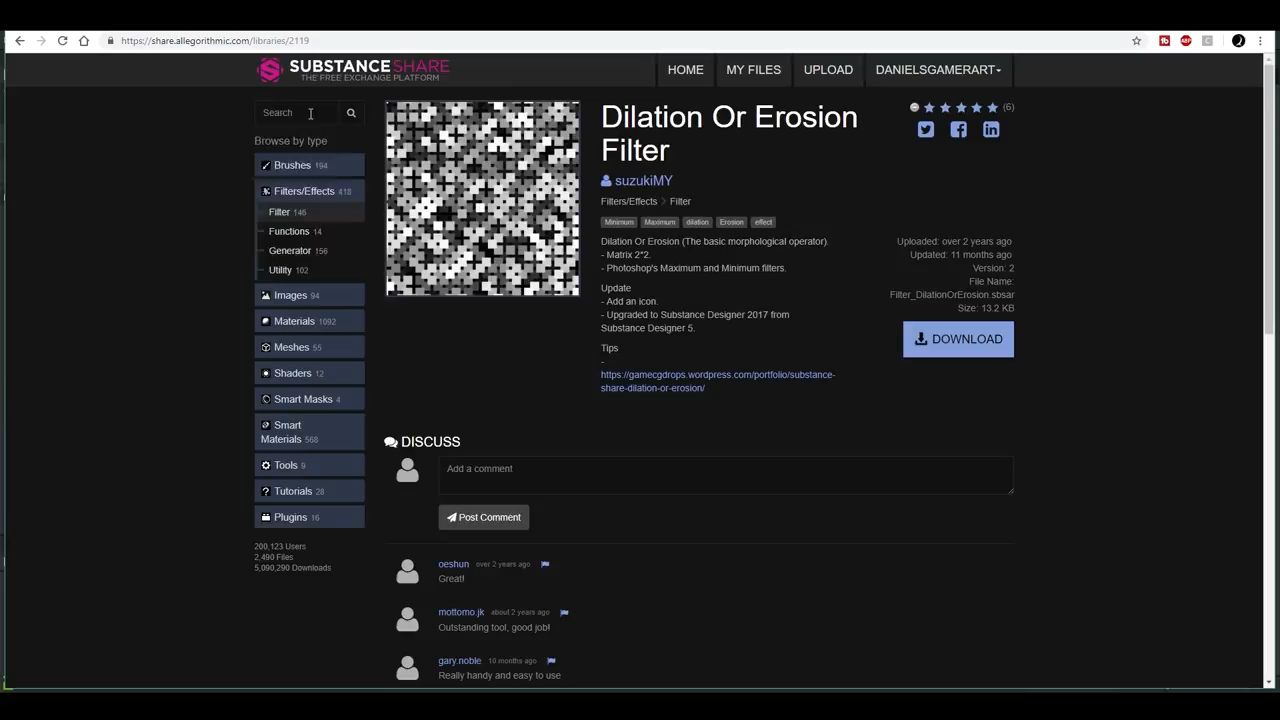 https://share.allegorithmic.com/libraries/2119
SUBSTANCE SHARE
THE FREE EXCHANGE PLATFORM
HOME
MY FILES
UPLOAD
DANIELSGAMERART
Search
Browse by type
Brushes 194
Filters/Effects 418
Filter 146
Functions 14
Generator 156
Utility 102
Images 94
Materials 1092
Meshes 55
Shaders 12
Smart Masks 4
Smart
Materials 568
Tools 9
Tutorials 28
Plugins 16
200,123 Users
2,490 Files
5,090,290 Downloads
Dilation Or Erosion
Filter
suzukiMY
Filters/Effects > Filter
Minimum Maximum dilation Erosion effect
Dilation Or Erosion (The basic morphological operator).
- Matrix 2*2.
- Photoshop's Maximum and Minimum filters.
Update
- Add an icon.
- Upgraded to Substance Designer 2017 from
Substance Designer 5.
Tips
-
https://gamecgdrops.wordpress.com/portfolio/substance-
share-dilation-or-erosion/
(6)
Uploaded: over 2 years ago
Updated: 11 months ago
Version: 2
File Name:
Filter_DilationOrErosion.sbsar
Size: 13.2 KB
DOWNLOAD
DISCUSS
Add a comment
Post Comment
oeshun over 2 years ago
Great!
mottomo.jk about 2 years ago
Outstanding tool, good job!
gary.noble 10 months ago
Really handy and easy to use